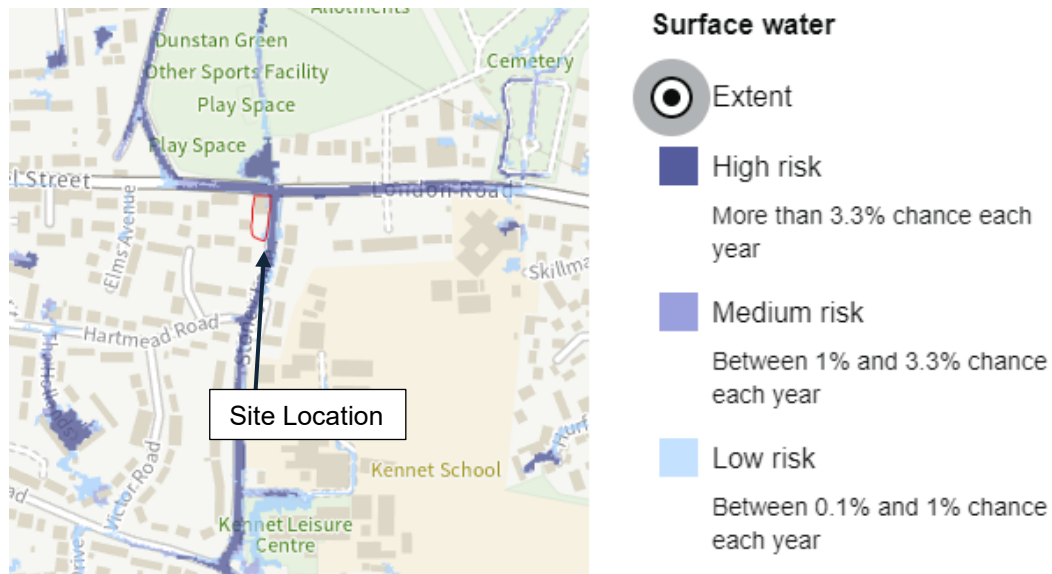 Allotments
Dunstan Green
Other Sports Facility
Cemetery
Play Space
Play Space
l Street
London Road
Elms Avenue
Skillma
Hartmead Road
Site Location
Kennet School
Victor Road
Kennet Leisure
Centre
Surface water
Extent
High risk
More than 3.3% chance each
year
Medium risk
Between 1% and 3.3% chance
each year
Low risk
Between 0.1% and 1% chance
each year